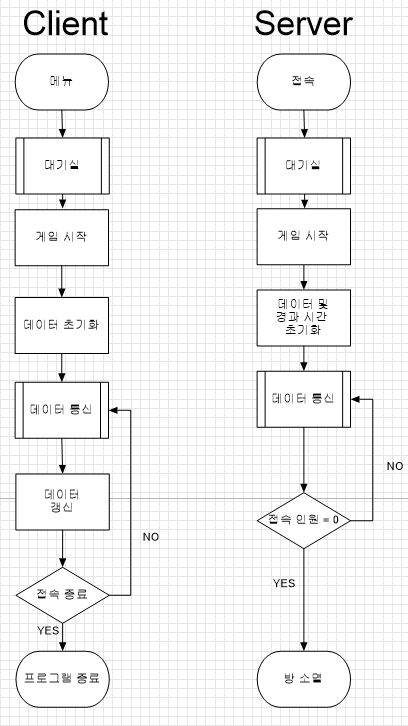 Client
메뉴
대기실
게임 시작
데이터 초기화
데이터 통신
데이터
갱신
NO
접속 종료
YES
프로그램 종료
Server
접속
대기실
게임 시작
데이터 및
경과 시간
초기화
데이터 통신
NO
접속 인원 = 0
YES
방 소멸